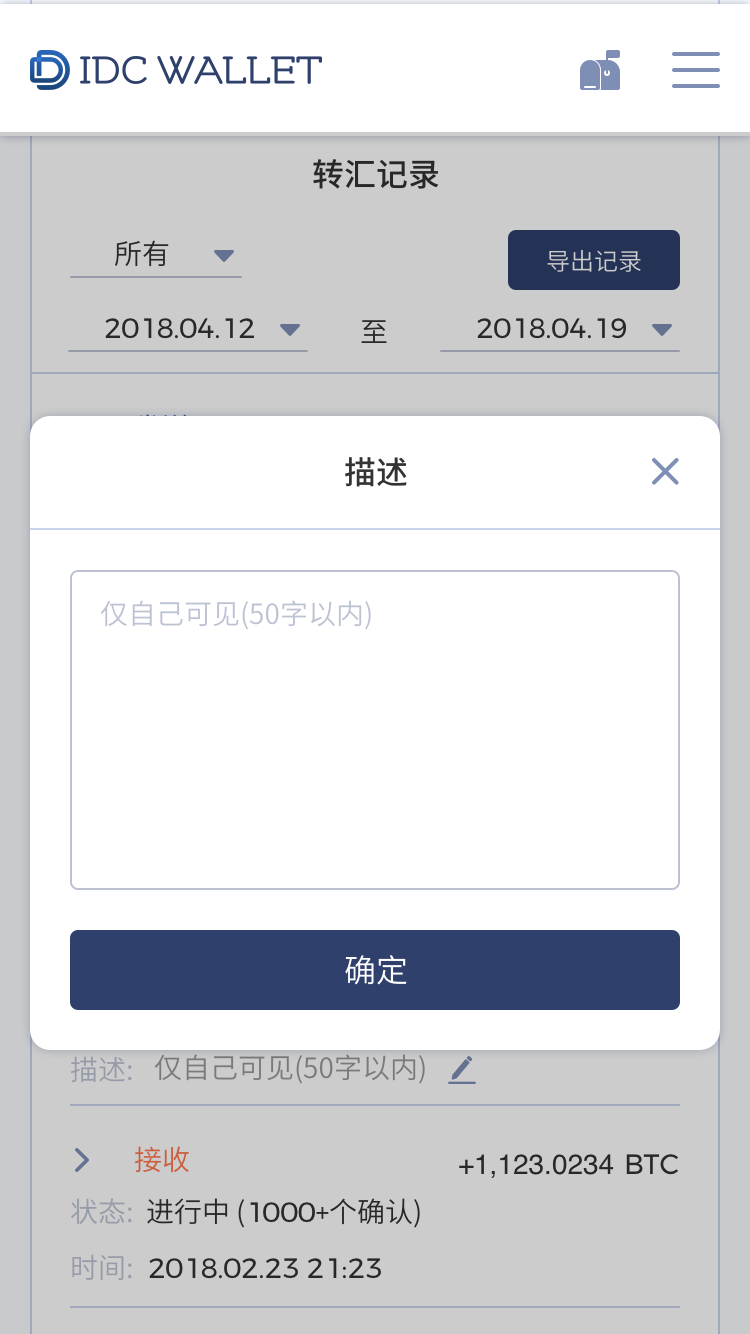 IDC WALLET
转汇记录
所有
导出记录
2018.04.12 至 2018.04.19
描述
仅自己可见(50字以内)
确定
描述: 仅自己可见(50字以内)
接收 +1,123.0234 BTC
状态: 进行中 (1000+个确认)
时间: 2018.02.23 21:23